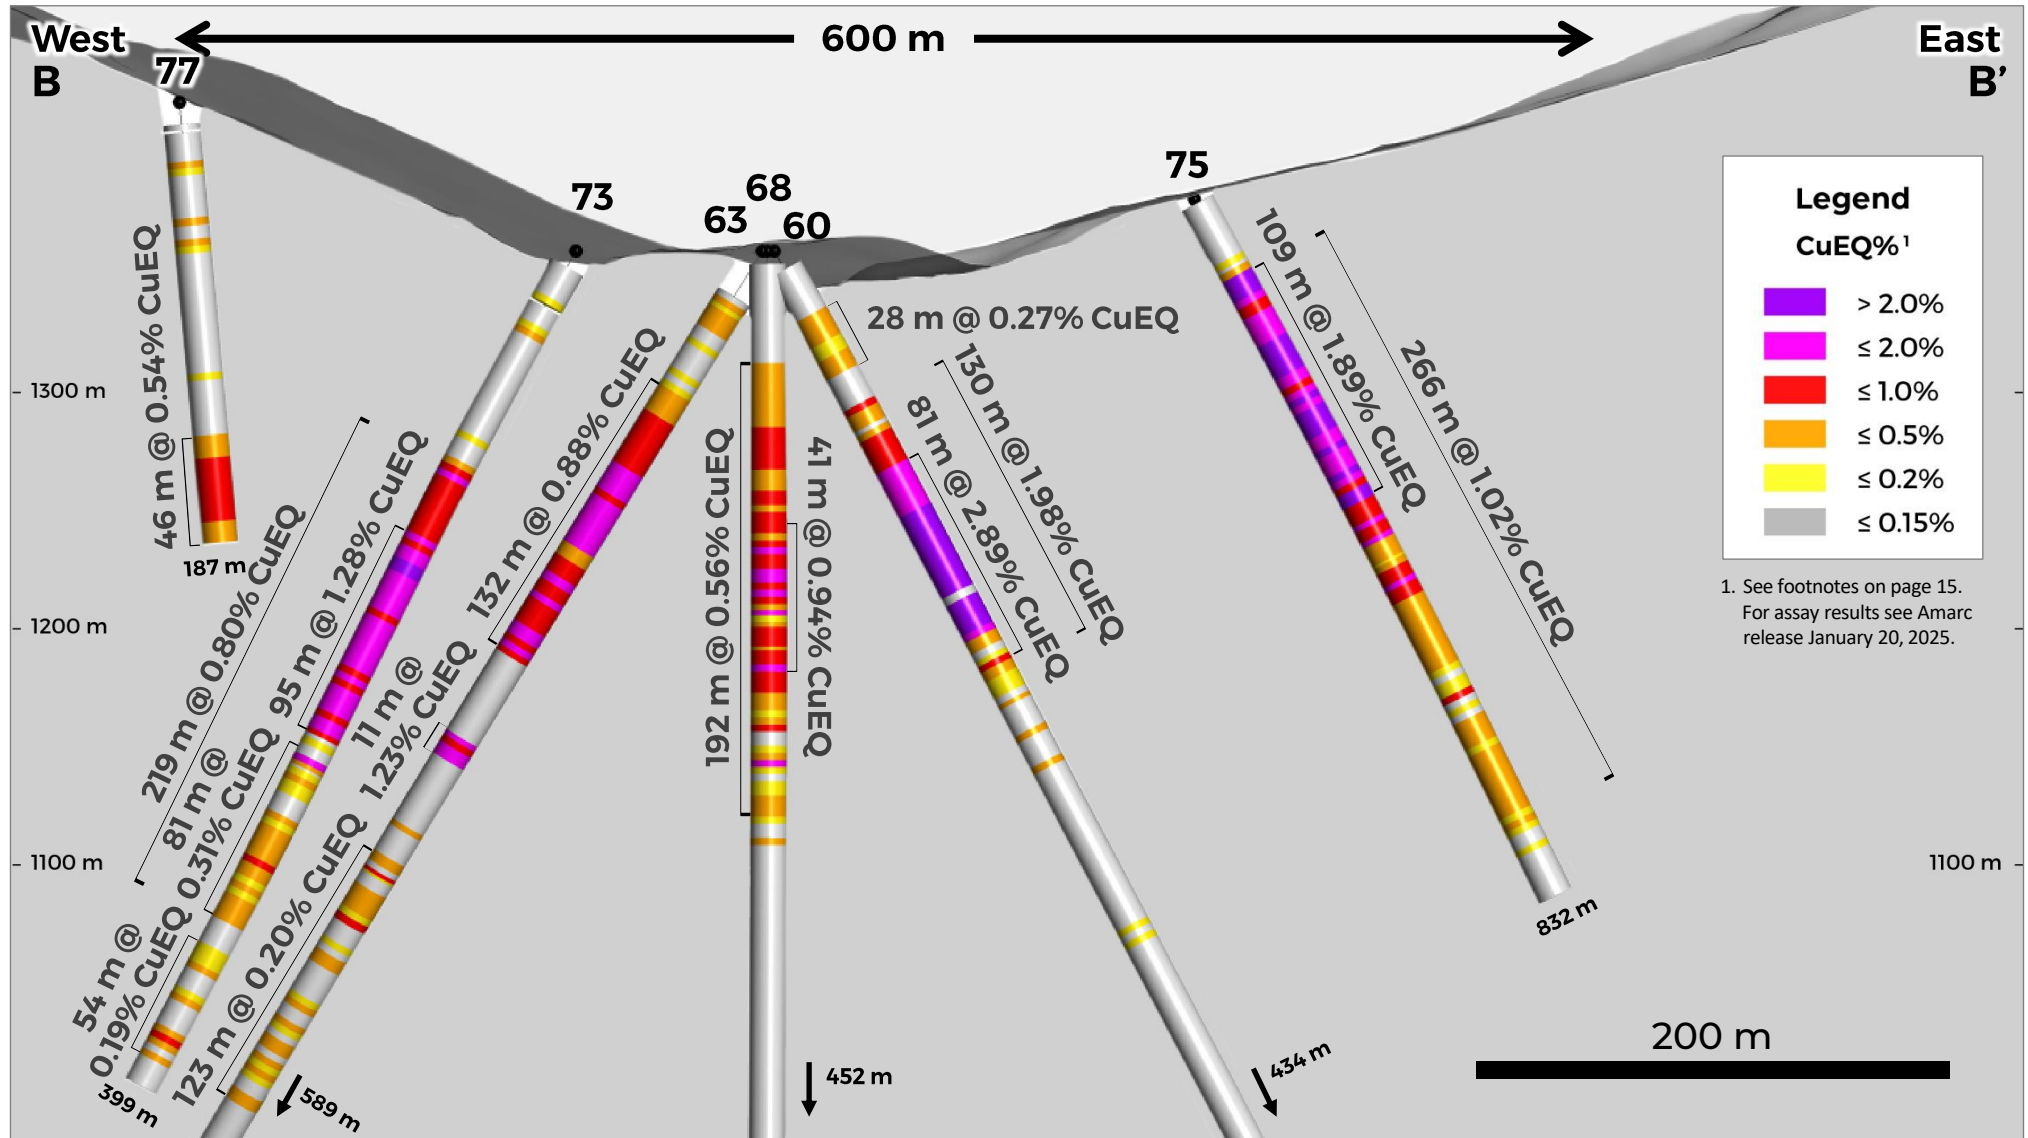 West
B
600 m
East
B’
77
73
68
63
60
75
Legend
CuEQ% 1
> 2.0%
≤ 2.0%
≤ 1.0%
≤ 0.5%
≤ 0.2%
≤ 0.15%
1. See footnotes on page 15.
For assay results see Amarc
release January 20, 2025.
1300 m
1200 m
1100 m
1100 m
46 m @ 0.54% CuEQ
187 m
219 m @ 0.80% CuEQ
95 m @ 1.28% CuEQ
81 m @
0.31% CuEQ
54 m @
0.19% CuEQ
399 m
132 m @ 0.88% CuEQ
11 m @
1.23% CuEQ
123 m @ 0.20% CuEQ
589 m
192 m @ 0.56% CuEQ
41 m @ 0.94% CuEQ
452 m
28 m @ 0.27% CuEQ
130 m @ 1.98% CuEQ
81 m @ 2.89% CuEQ
434 m
109 m @ 1.89% CuEQ
266 m @ 1.02% CuEQ
832 m
200 m